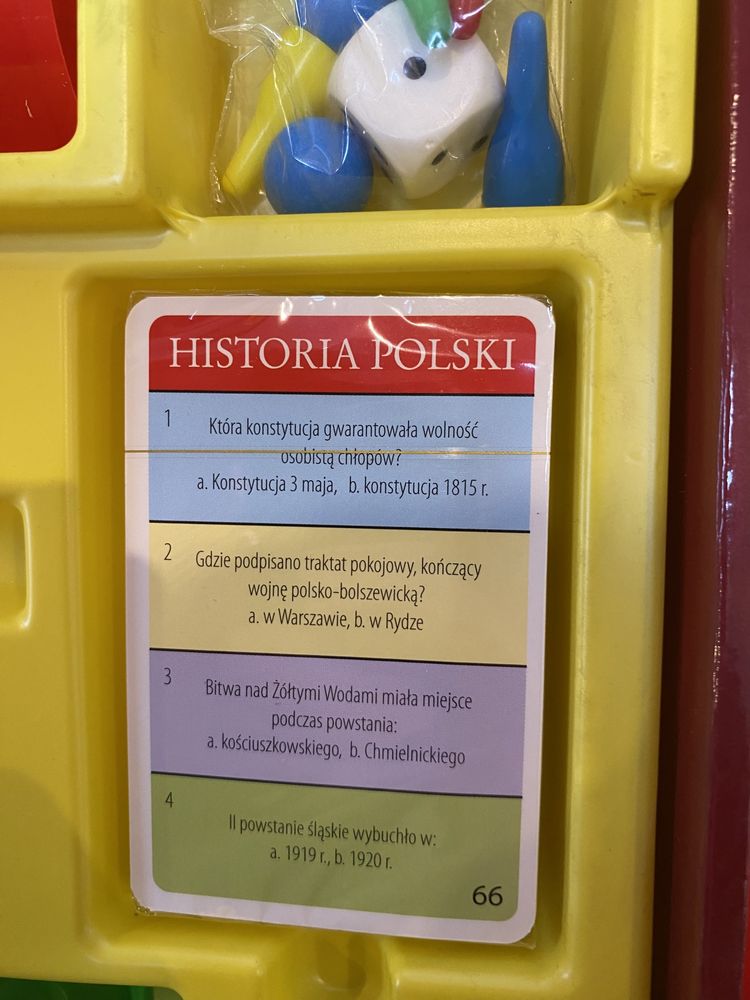 HISTORIA POLSKI
1
Która konstytucja gwarantowała wolność
osobistą chłopów?
a. Konstytucja 3 maja, b. konstytucja 1815 r.
2
Gdzie podpisano traktat pokojowy, kończący
wojnę polsko-bolszewicką?
a. w Warszawie, b. w Rydze
3
Bitwa nad Żółtymi Wodami miała miejsce
podczas powstania:
a. kościuszkowskiego, b. Chmielnickiego
4
II powstanie śląskie wybuchło w:
a. 1919 r., b. 1920 r.
66